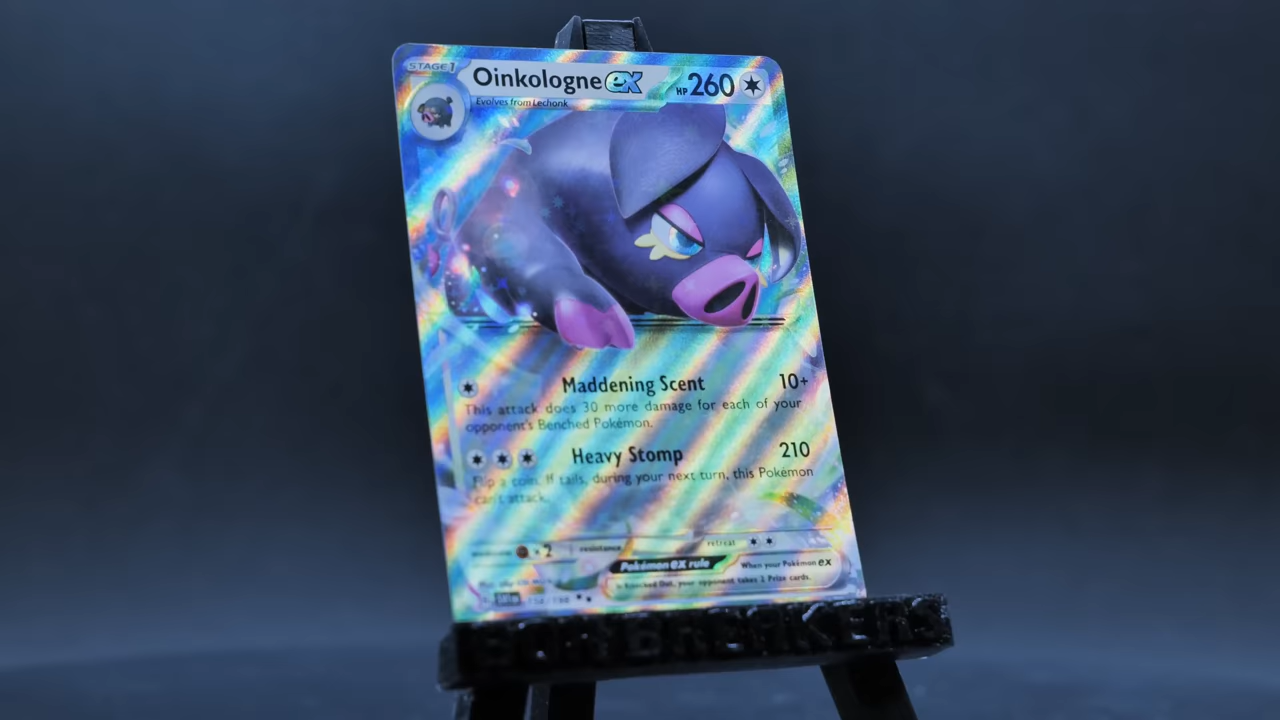 STAGE 1
Oinkologne ex
HP 260
Evolves from Lechonk
Maddening Scent 10+
This attack does 30 more damage for each of your
opponent's Benched Pokémon.
Heavy Stomp 210
Flip a coin. If tails, during your next turn, this Pokémon
can't attack.
weakness ×2 resistance retreat
Pokémon ex rule When your Pokémon ex
is Knocked Out, your opponent takes 2 Prize cards.